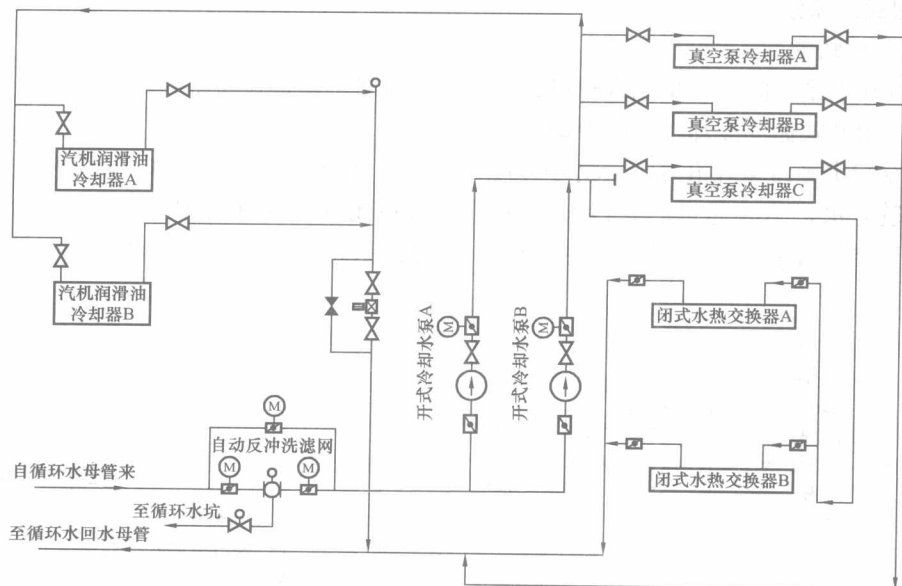 真空泵冷却器A
真空泵冷却器B
真空泵冷却器C
汽机润滑油
冷却器A
汽机润滑油
冷却器B
开式冷却水泵A
M
开式冷却水泵B
M
闭式水热交换器A
闭式水热交换器B
M
自动反冲洗滤网
M
M
自循环水母管来
至循环水坑
至循环水回水母管